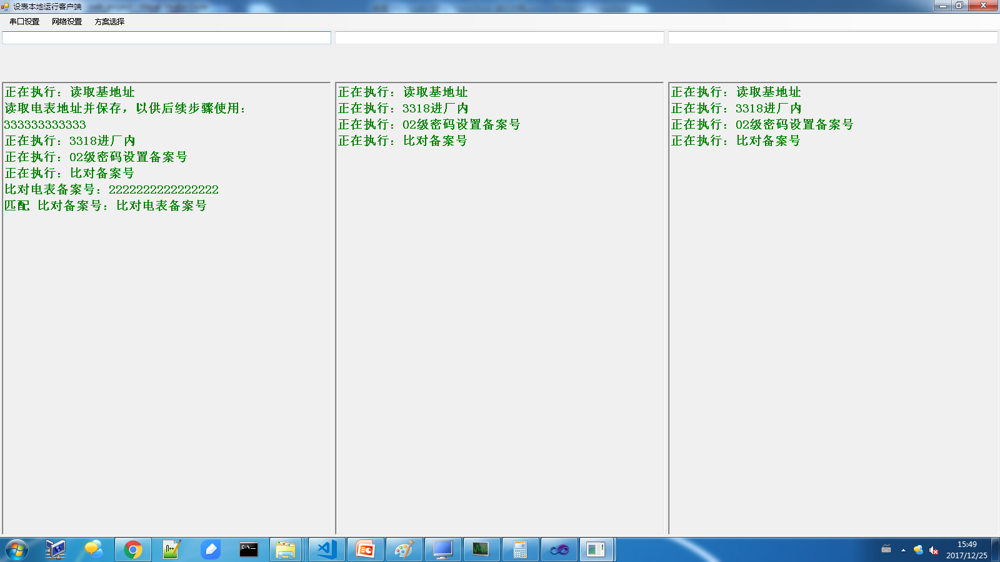 设表本地运行客户端
串口设置 网络设置 方案选择
正在执行：读取基地址
读取电表地址并保存，以供后续步骤使用：
333333333333
正在执行：3318进厂内
正在执行：02级密码设置备案号
正在执行：比对备案号
比对电表备案号：2222222222222222
匹配 比对备案号：比对电表备案号
正在执行：读取基地址
正在执行：3318进厂内
正在执行：02级密码设置备案号
正在执行：比对备案号
正在执行：读取基地址
正在执行：3318进厂内
正在执行：02级密码设置备案号
正在执行：比对备案号
15:49
2017/12/25